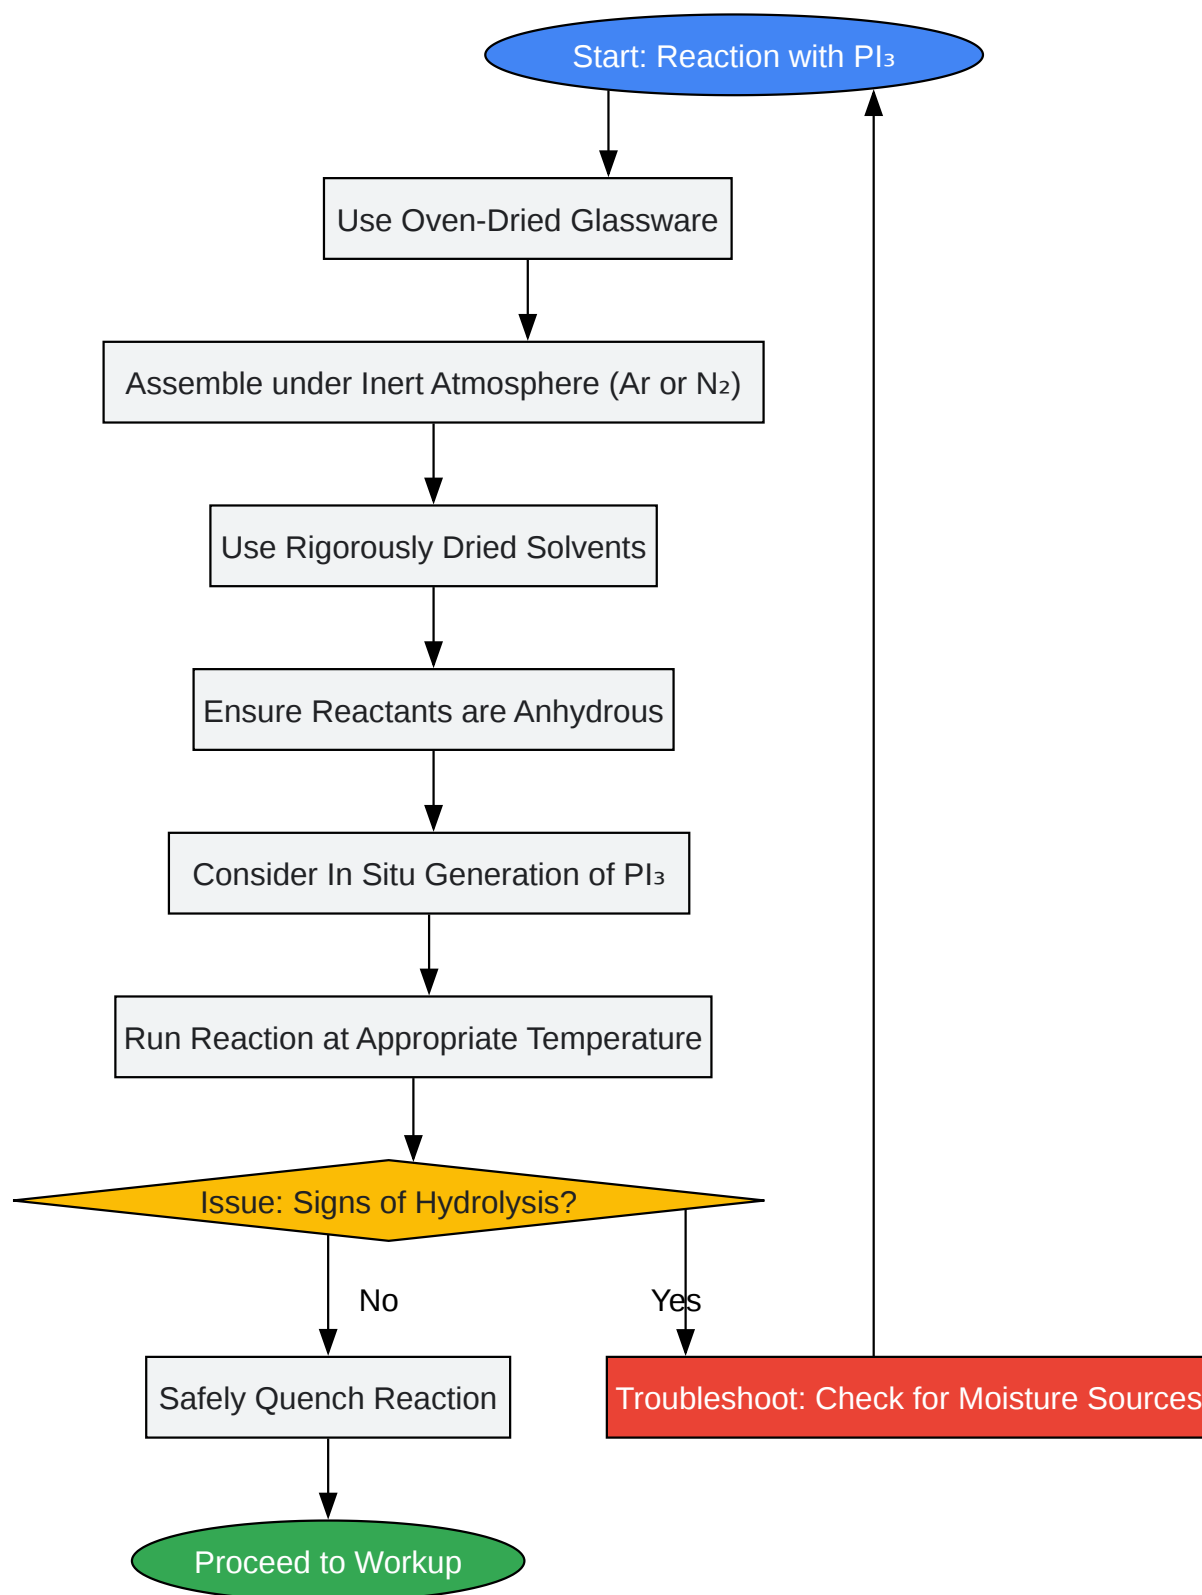 Start: Reaction with PI₃
Use Oven-Dried Glassware
Assemble under Inert Atmosphere (Ar or N₂)
Use Rigorously Dried Solvents
Ensure Reactants are Anhydrous
Consider In Situ Generation of PI₃
Run Reaction at Appropriate Temperature
Issue: Signs of Hydrolysis?
No
Yes
Safely Quench Reaction
Troubleshoot: Check for Moisture Sources
Proceed to Workup